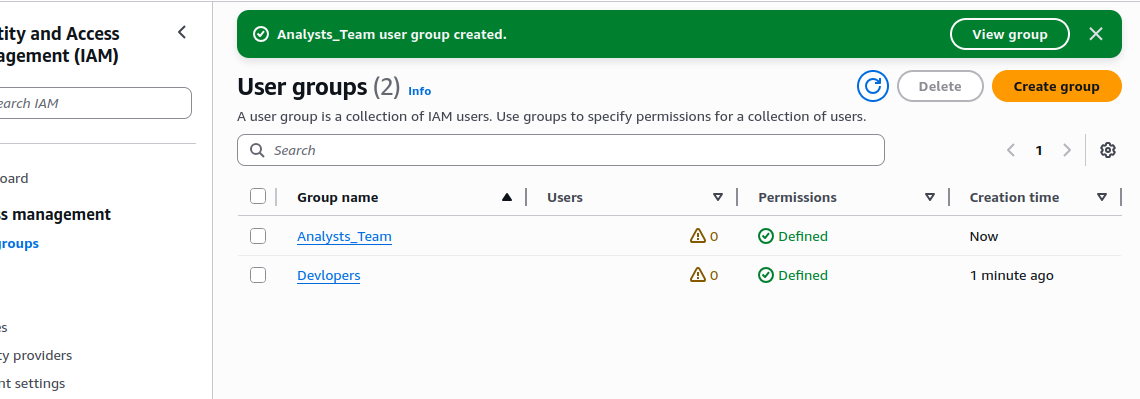 tity and Access
agement (IAM)
earch IAM
oard
s management
groups
es
ty providers
nt settings
Analysts_Team user group created.
View group
User groups (2) Info
Delete
Create group
A user group is a collection of IAM users. Use groups to specify permissions for a collection of users.
Search
1
Group name Users Permissions Creation time
Analysts_Team 0 Defined Now
Devlopers 0 Defined 1 minute ago